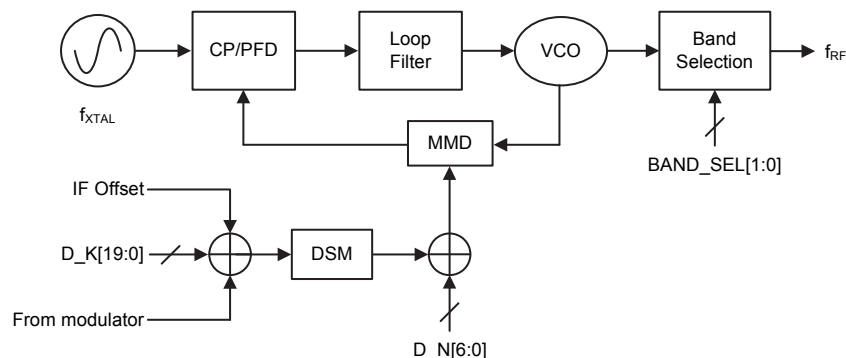 CP/PFD
Loop
Filter
VCO
Band
Selection
f_RF
f_XTAL
MMD
BAND_SEL[1:0]
IF Offset
D_K[19:0]
DSM
From modulator
D_N[6:0]